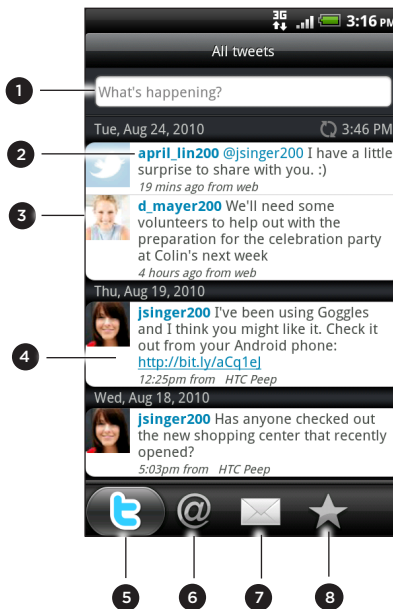 3G 3:16 PM
All tweets
1
What's happening?
Tue, Aug 24, 2010 3:46 PM
2
april_lin200 @jsinger200 I have a little
surprise to share with you. :)
19 mins ago from web
3
d_mayer200 We'll need some
volunteers to help out with the
preparation for the celebration party
at Colin's next week
4 hours ago from web
Thu, Aug 19, 2010
jsinger200 I've been using Goggles
and I think you might like it. Check it
out from your Android phone:
4
http://bit.ly/aCq1eJ
12:25pm from HTC Peep
Wed, Aug 18, 2010
jsinger200 Has anyone checked out
the new shopping center that recently
opened?
5:03pm from HTC Peep
t @
5 6 7 8